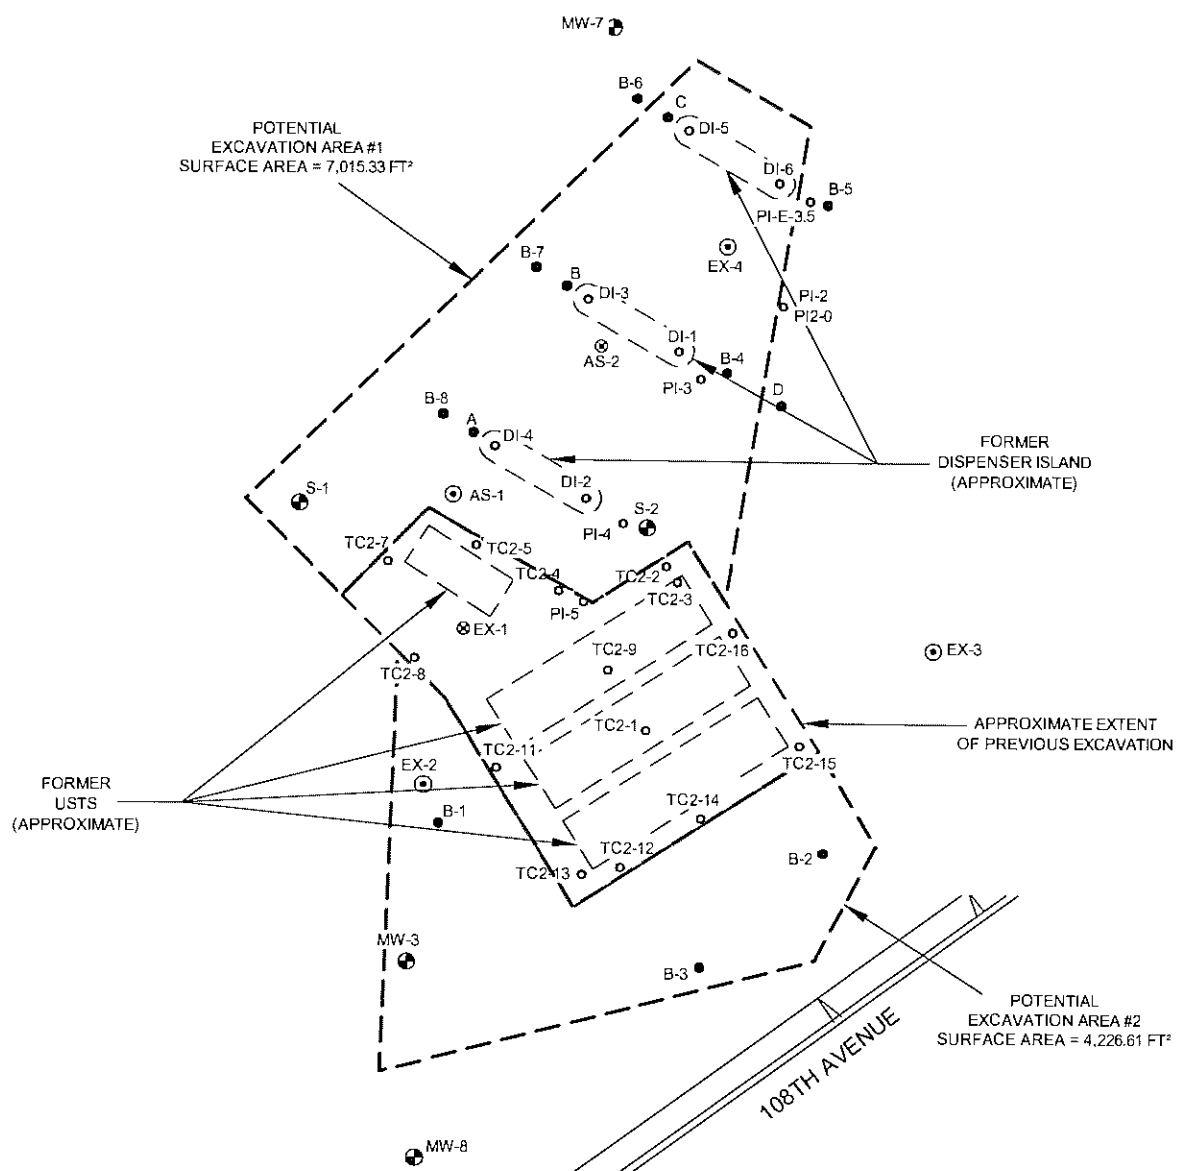 MW-7
B-6
C
POTENTIAL
EXCAVATION AREA #1
SURFACE AREA = 7,015.33 FT²
DI-5
DI-6
B-5
PI-E-3.5
B-7
B
EX-4
DI-3
PI-2
PI2-0
DI-1
AS-2
B-4
PI-3
D
B-8
A
DI-4
FORMER
DISPENSER ISLAND
(APPROXIMATE)
S-1
AS-1
DI-2
S-2
PI-4
TC2-7
TC2-5
TC2-4
TC2-2
TC2-3
PI-5
EX-1
TC2-16
EX-3
TC2-8
TC2-9
TC2-1
APPROXIMATE EXTENT
OF PREVIOUS EXCAVATION
TC2-11
TC2-15
EX-2
FORMER
USTS
(APPROXIMATE)
B-1
TC2-14
TC2-12
B-2
TC2-13
MW-3
B-3
POTENTIAL
EXCAVATION AREA #2
SURFACE AREA = 4,226.61 FT²
108TH AVENUE
MW-8